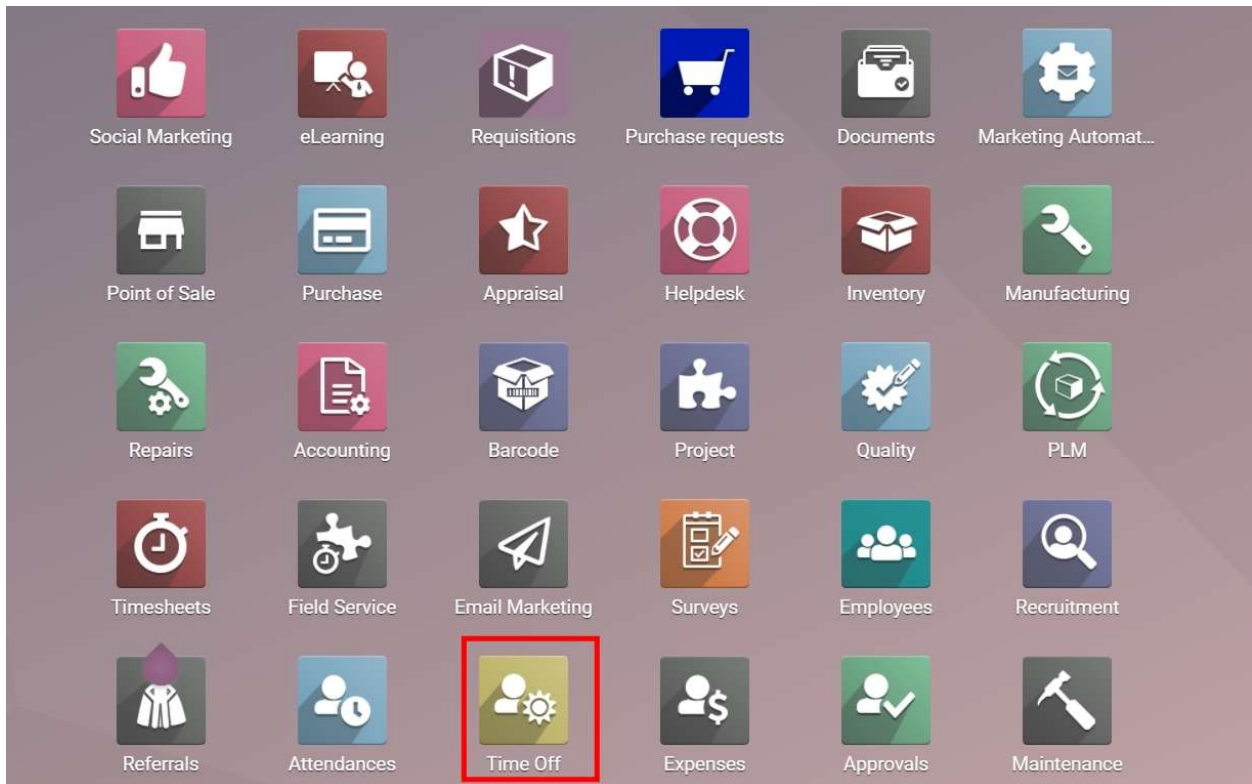 Social Marketing
eLearning
Requisitions
Purchase requests
Documents
Marketing Automat...
Point of Sale
Purchase
Appraisal
Helpdesk
Inventory
Manufacturing
Repairs
Accounting
Barcode
Project
Quality
PLM
Timesheets
Field Service
Email Marketing
Surveys
Employees
Recruitment
Referrals
Attendances
Time Off
Expenses
Approvals
Maintenance